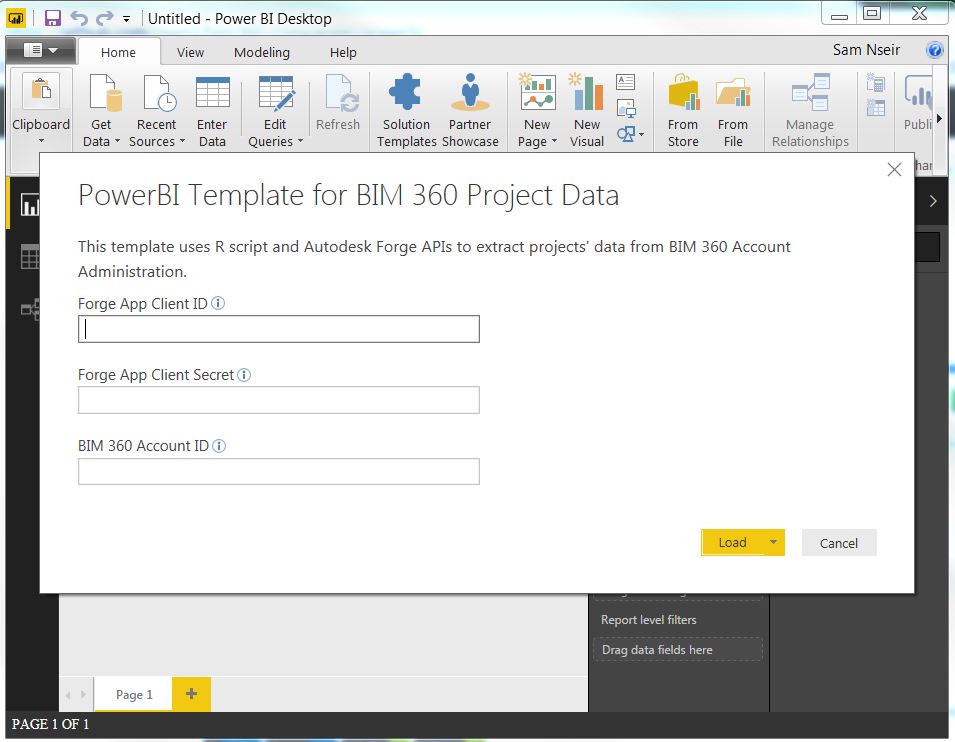 Untitled - Power BI Desktop
Home View Modeling Help Sam Nseir
Clipboard
Get Data
Recent Sources
Enter Data
Edit Queries
Refresh
Solution Templates
Partner Showcase
New Page
New Visual
From Store
From File
Manage Relationships
Publi
PowerBI Template for BIM 360 Project Data
This template uses R script and Autodesk Forge APIs to extract projects' data from BIM 360 Account
Administration.
Forge App Client ID
Forge App Client Secret
BIM 360 Account ID
Load Cancel
Report level filters
Drag data fields here
Page 1 +
PAGE 1 OF 1